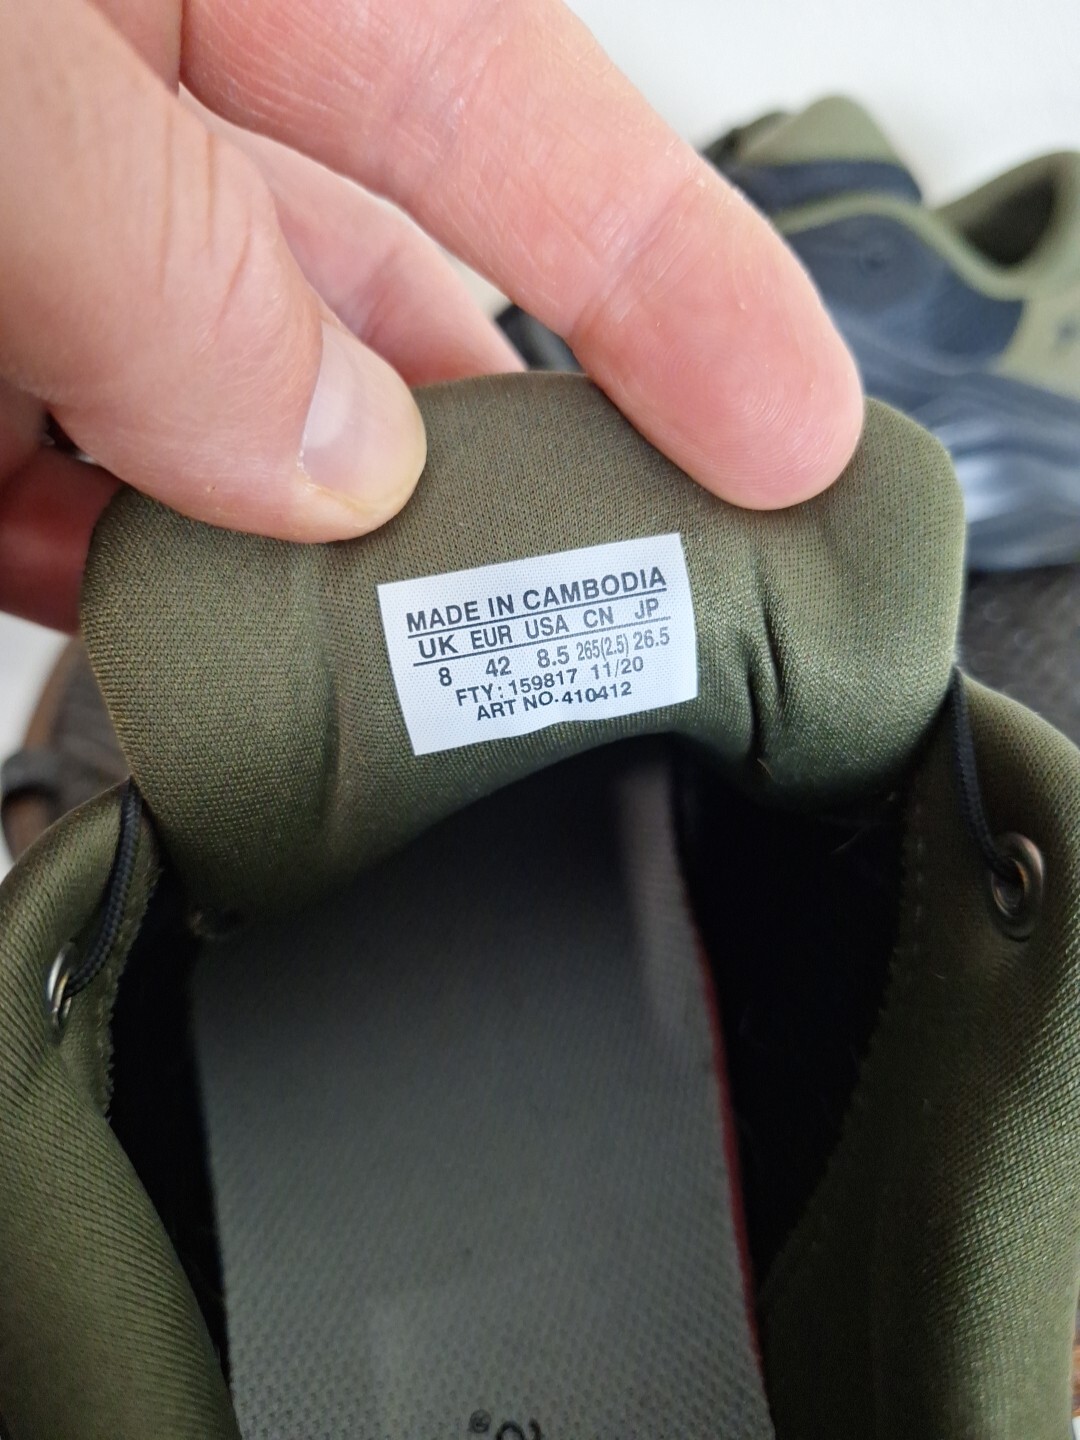 MADE IN CAMBODIA
UK EUR USA CN JP
8 42 8.5 265(2.5) 26.5
FTY: 159817 11/20
ART NO.410412